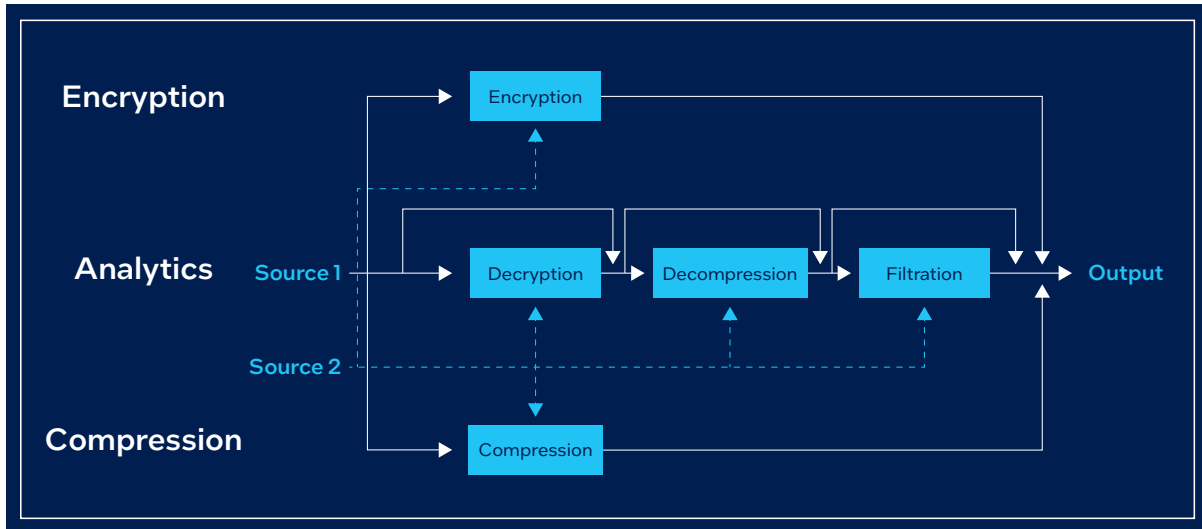 Encryption
Encryption
Analytics
Source 1
Decryption
Decompression
Filtration
Output
Source 2
Compression
Compression